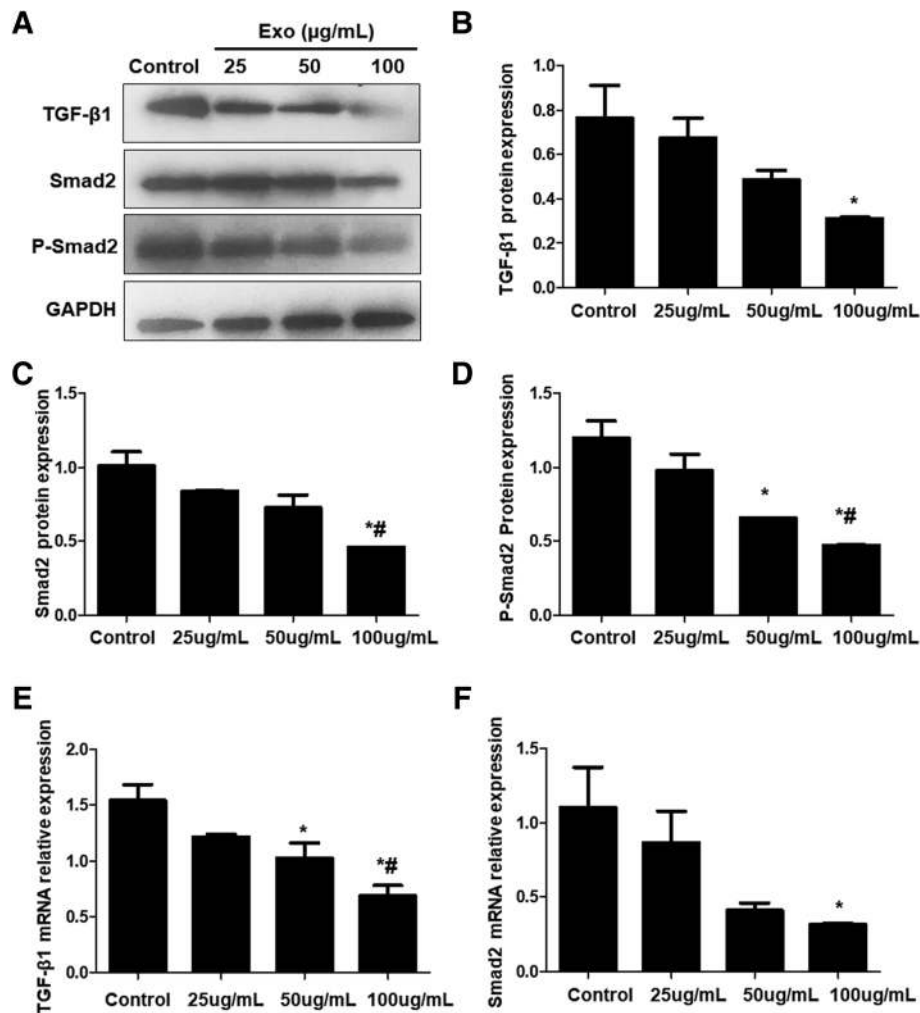 A
Exo (µg/mL)
Control 25 50 100
TGF-β1
Smad2
P-Smad2
GAPDH
B
TGF-β1 protein expression
1.0
0.8
0.6
0.4
0.2
0.0
*
Control 25ug/mL 50ug/mL 100ug/mL
C
Smad2 protein expression
1.5
1.0
0.5
0.0
*#
Control 25ug/mL 50ug/mL 100ug/mL
D
P-Smad2 Protein expression
1.5
1.0
0.5
0.0
*
*#
Control 25ug/mL 50ug/mL 100ug/mL
E
TGF-β1 mRNA relative expression
2.0
1.5
1.0
0.5
0.0
*
*#
Control 25ug/mL 50ug/mL 100ug/mL
F
Smad2 mRNA relative expression
1.5
1.0
0.5
0.0
*
Control 25ug/mL 50ug/mL 100ug/mL